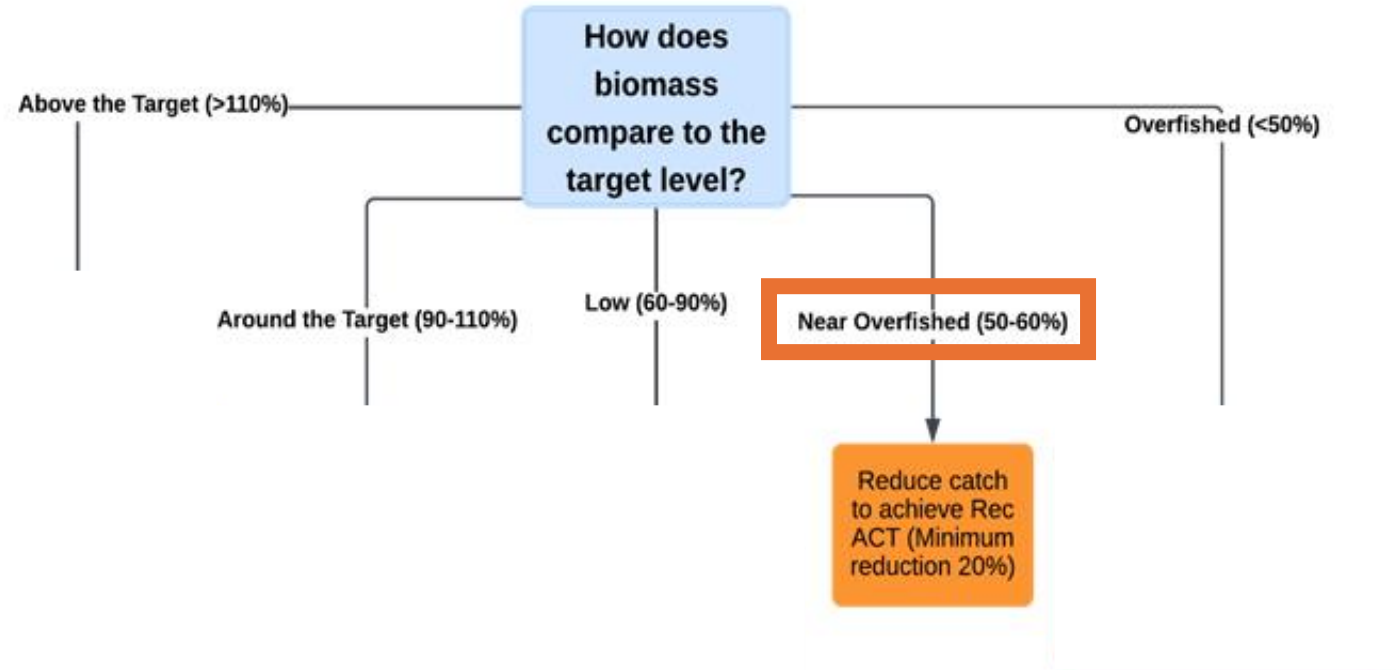 How does
biomass
compare to the
target level?
Above the Target (>110%)
Overfished (<50%)
Around the Target (90-110%)
Low (60-90%)
Near Overfished (50-60%)
Reduce catch
to achieve Rec
ACT (Minimum
reduction 20%)